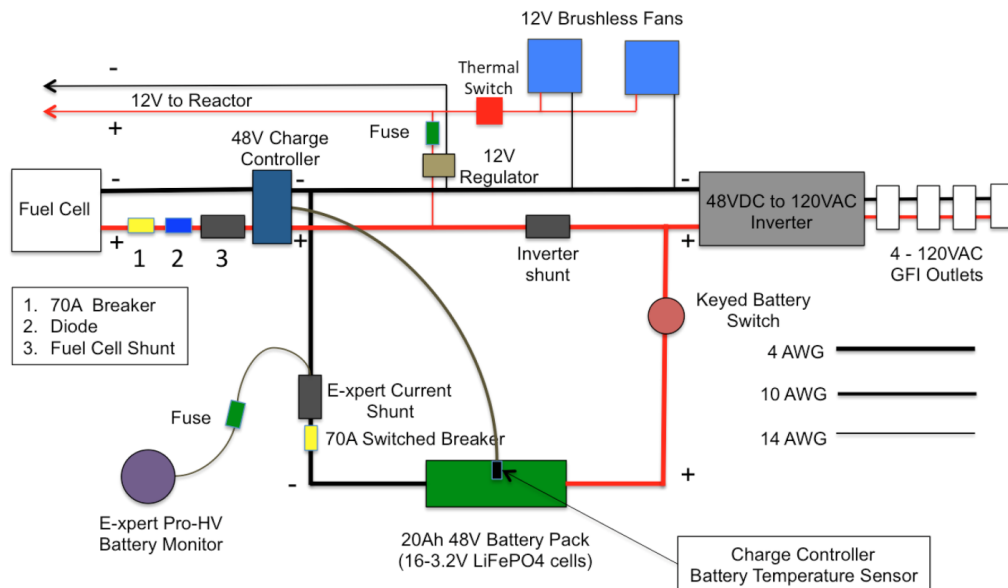 12V Brushless Fans
-
Thermal
Switch
12V to Reactor
+
Fuse
48V Charge
Controller
12V
Regulator
-
-
-
Fuel Cell
48VDC to 120VAC
Inverter
+
+
+
1
2
3
Inverter
shunt
4 - 120VAC
GFI Outlets
1. 70A Breaker
2. Diode
3. Fuel Cell Shunt
Keyed Battery
Switch
4 AWG
10 AWG
14 AWG
E-xpert Current
Shunt
Fuse
70A Switched Breaker
-
+
E-xpert Pro-HV
Battery Monitor
20Ah 48V Battery Pack
(16-3.2V LiFePO4 cells)
Charge Controller
Battery Temperature Sensor